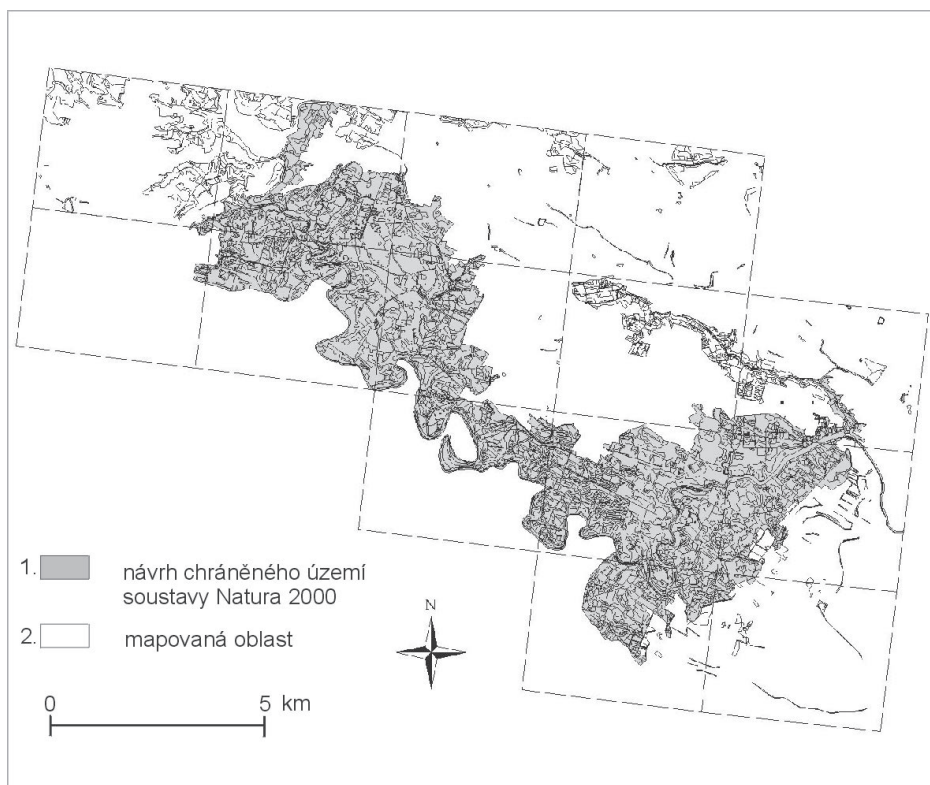 1. návrh chráněného území
soustavy Natura 2000
2. mapovaná oblast
N
0 5 km